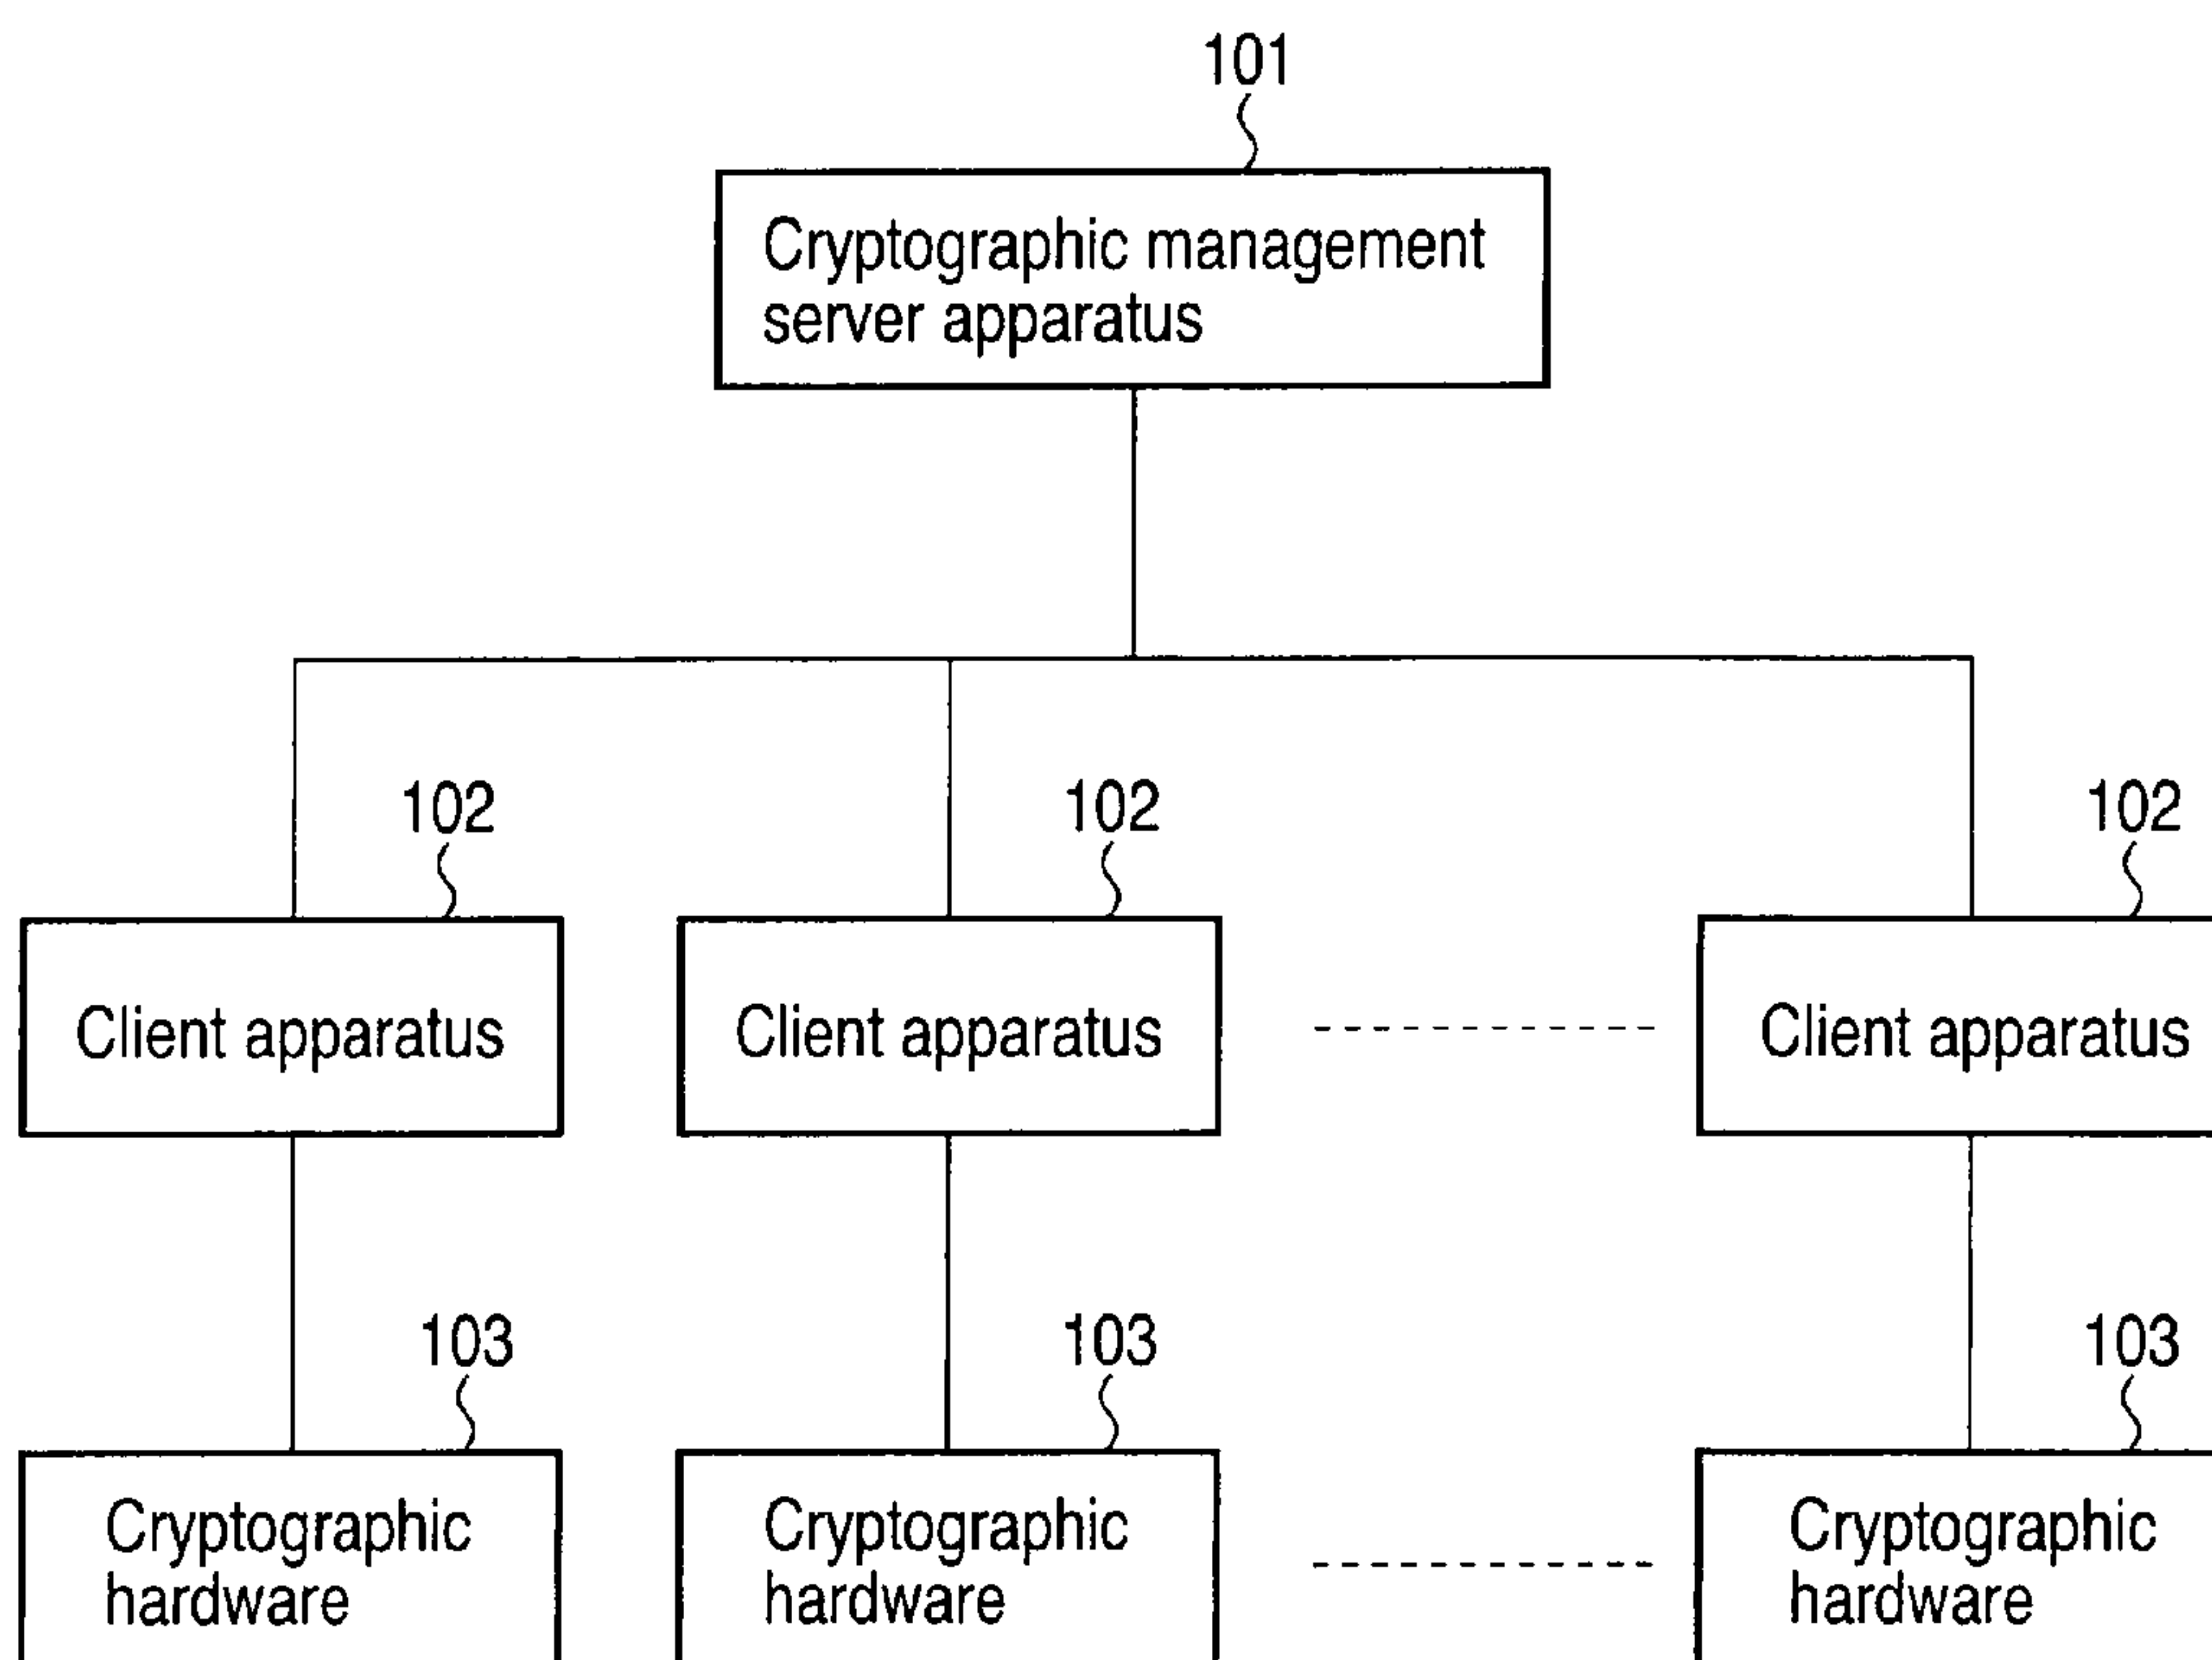 101
Cryptographic management
server apparatus
102
102
102
Client apparatus
Client apparatus
Client apparatus
103
103
103
Cryptographic
hardware
Cryptographic
hardware
Cryptographic
hardware